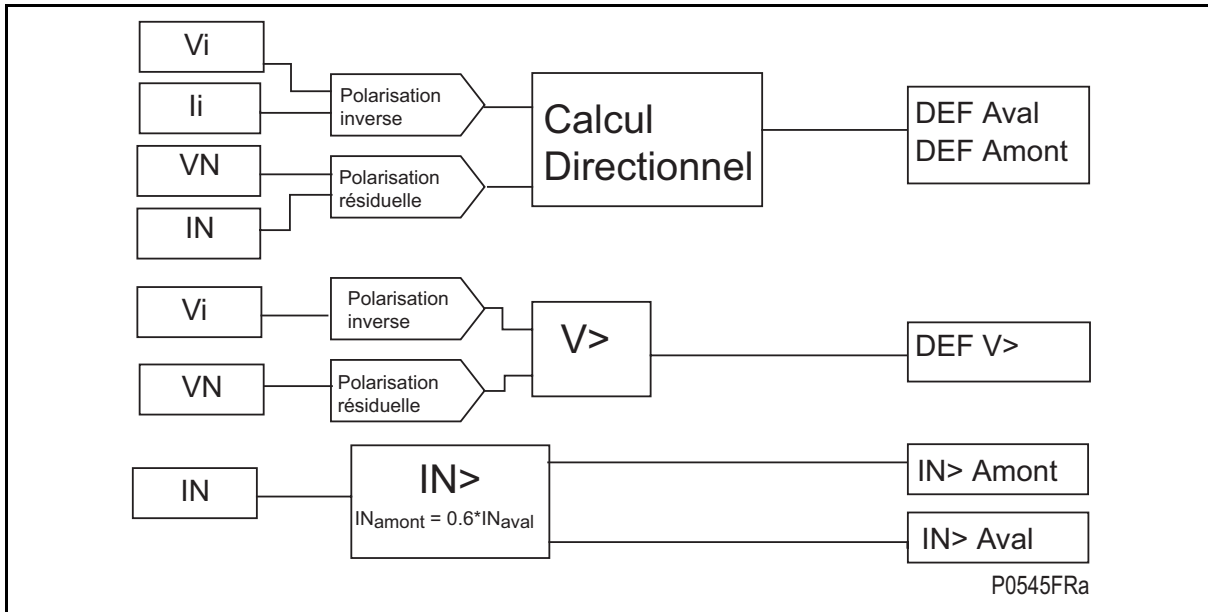 Vi
Ii
VN
IN
Polarisation
inverse
Polarisation
résiduelle
Calcul
Directionnel
DEF Aval
DEF Amont
Vi
VN
Polarisation
inverse
Polarisation
résiduelle
V>
DEF V>
IN
IN>
INamont = 0.6*INaval
IN> Amont
IN> Aval
P0545FRa